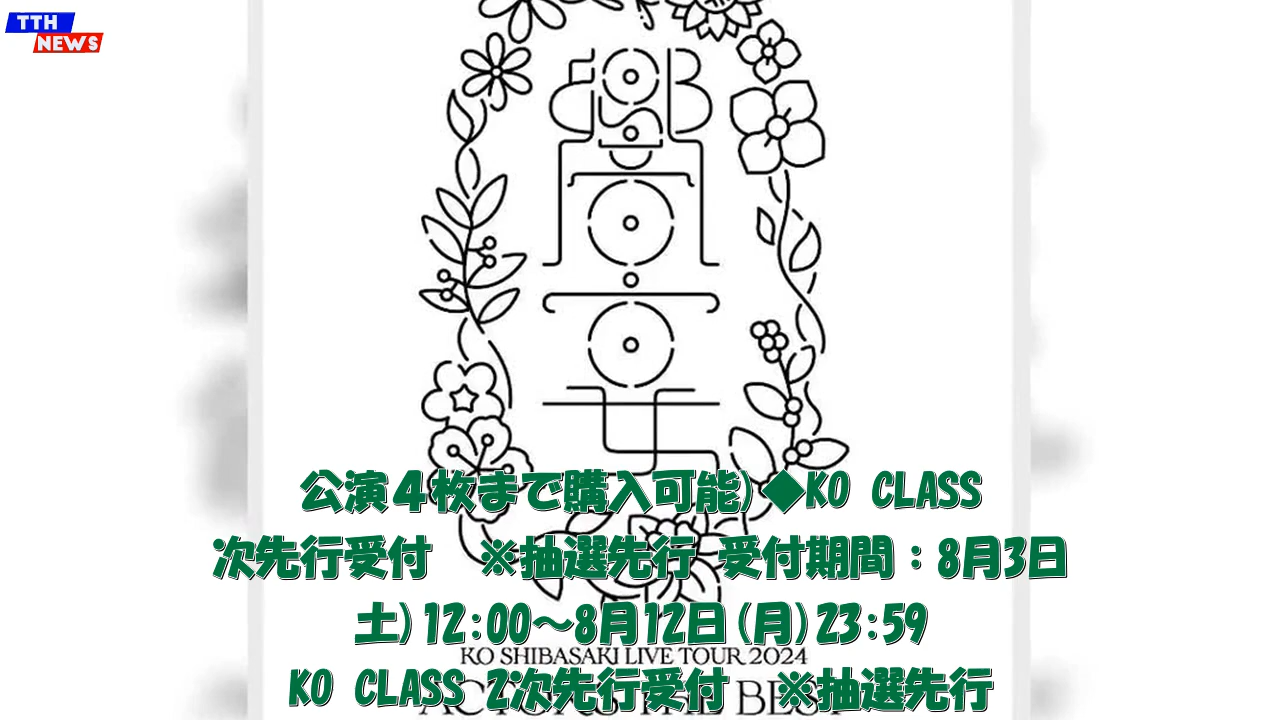 TTH
NEWS
公演４枚まで購入可能)◆KO CLASS
次先行受付　※抽選先行 受付期間：8月3日
土)12:00～8月12日(月)23:59
KO SHIBASAKI LIVE TOUR 2024
KO CLASS 2次先行受付　※抽選先行
THE BEST